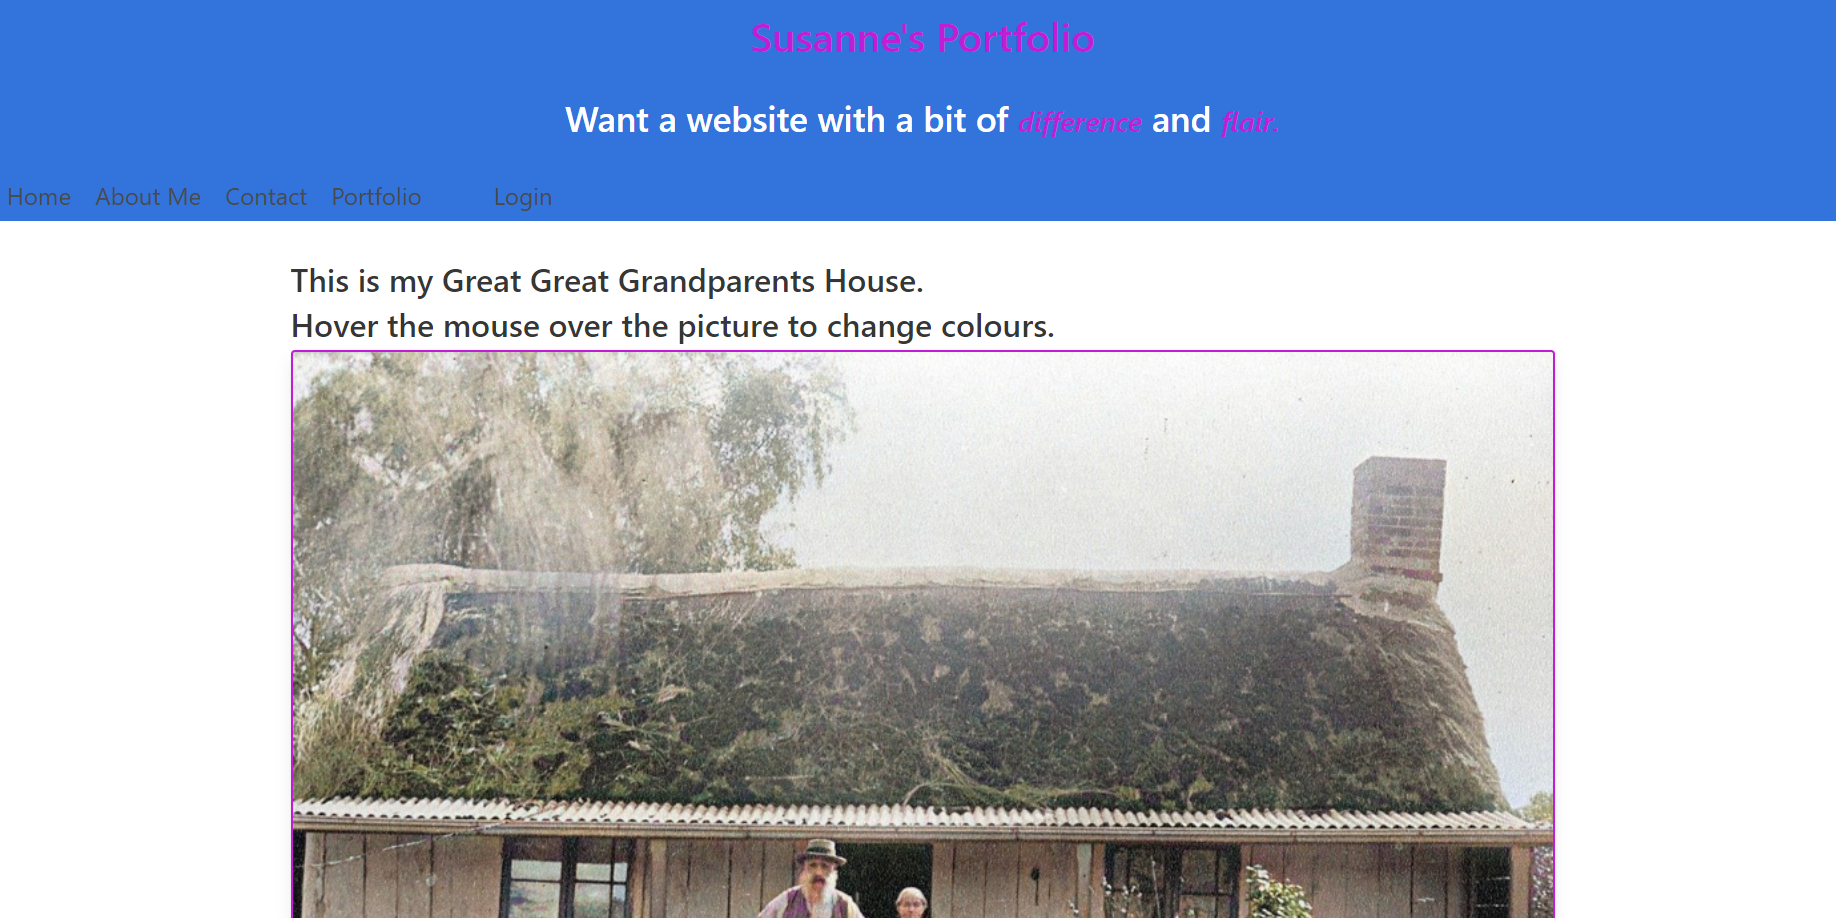 Susanne's Portfolio
Want a website with a bit of difference and flair.
Home About Me Contact Portfolio Login
This is my Great Great Grandparents House.
Hover the mouse over the picture to change colours.